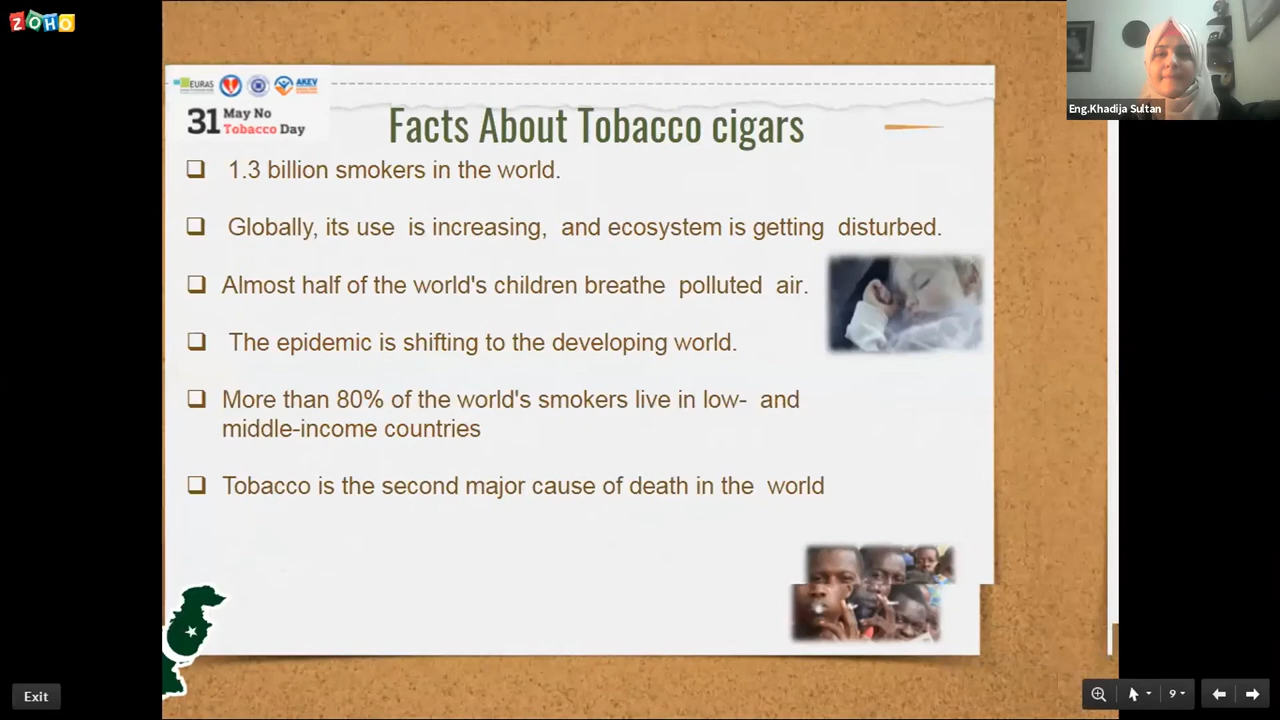 ZOHO
Eng.Khadija Sultan
EURAS
AKEV
31 May No
Tobacco Day
Facts About Tobacco cigars
1.3 billion smokers in the world.
Globally, its use is increasing, and ecosystem is getting disturbed.
Almost half of the world's children breathe polluted air.
The epidemic is shifting to the developing world.
More than 80% of the world's smokers live in low- and
middle-income countries
Tobacco is the second major cause of death in the world
Exit
9